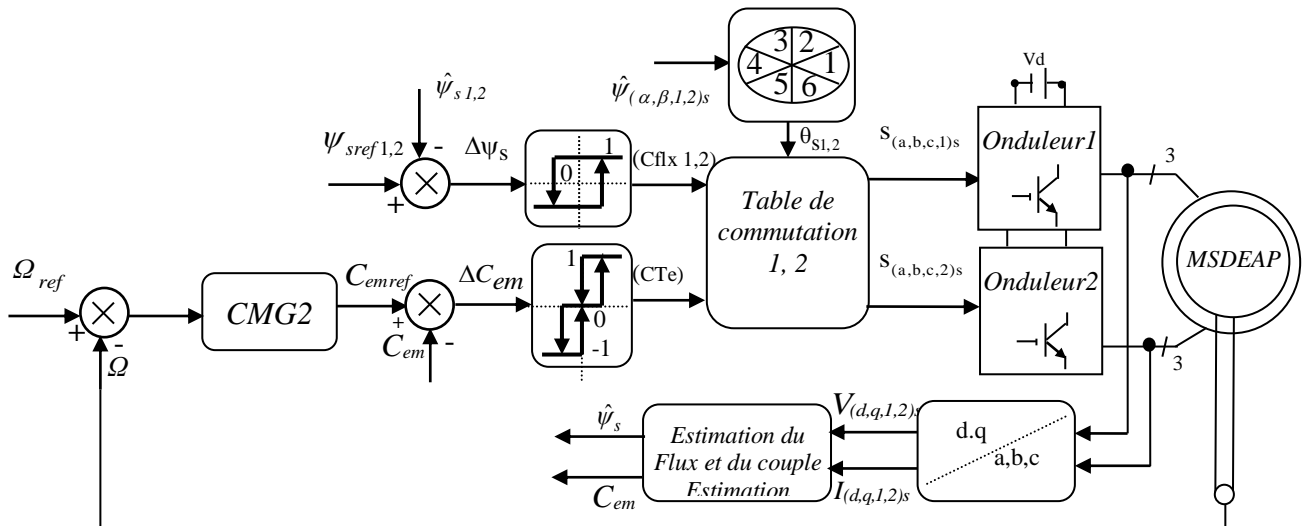 3 2
4 1
5 6
Vd
ψ̂(α,β,1,2)s
ψ̂s 1,2
-
ψsref 1,2
+
Δψs
1
0
(Cflx 1,2)
θS1,2
s(a,b,c,1)s
Onduleur1
3
Table de
commutation
1, 2
MSDEAP
Ωref
+
-
Ω
CMG2
Cemref
+
Cem
-
ΔCem
1
0
-1
(CTe)
s(a,b,c,2)s
Onduleur2
3
ψ̂s
Cem
Estimation du
Flux et du couple
Estimation
V(d,q,1,2)s
I(d,q,1,2)s
d.q
a,b,c